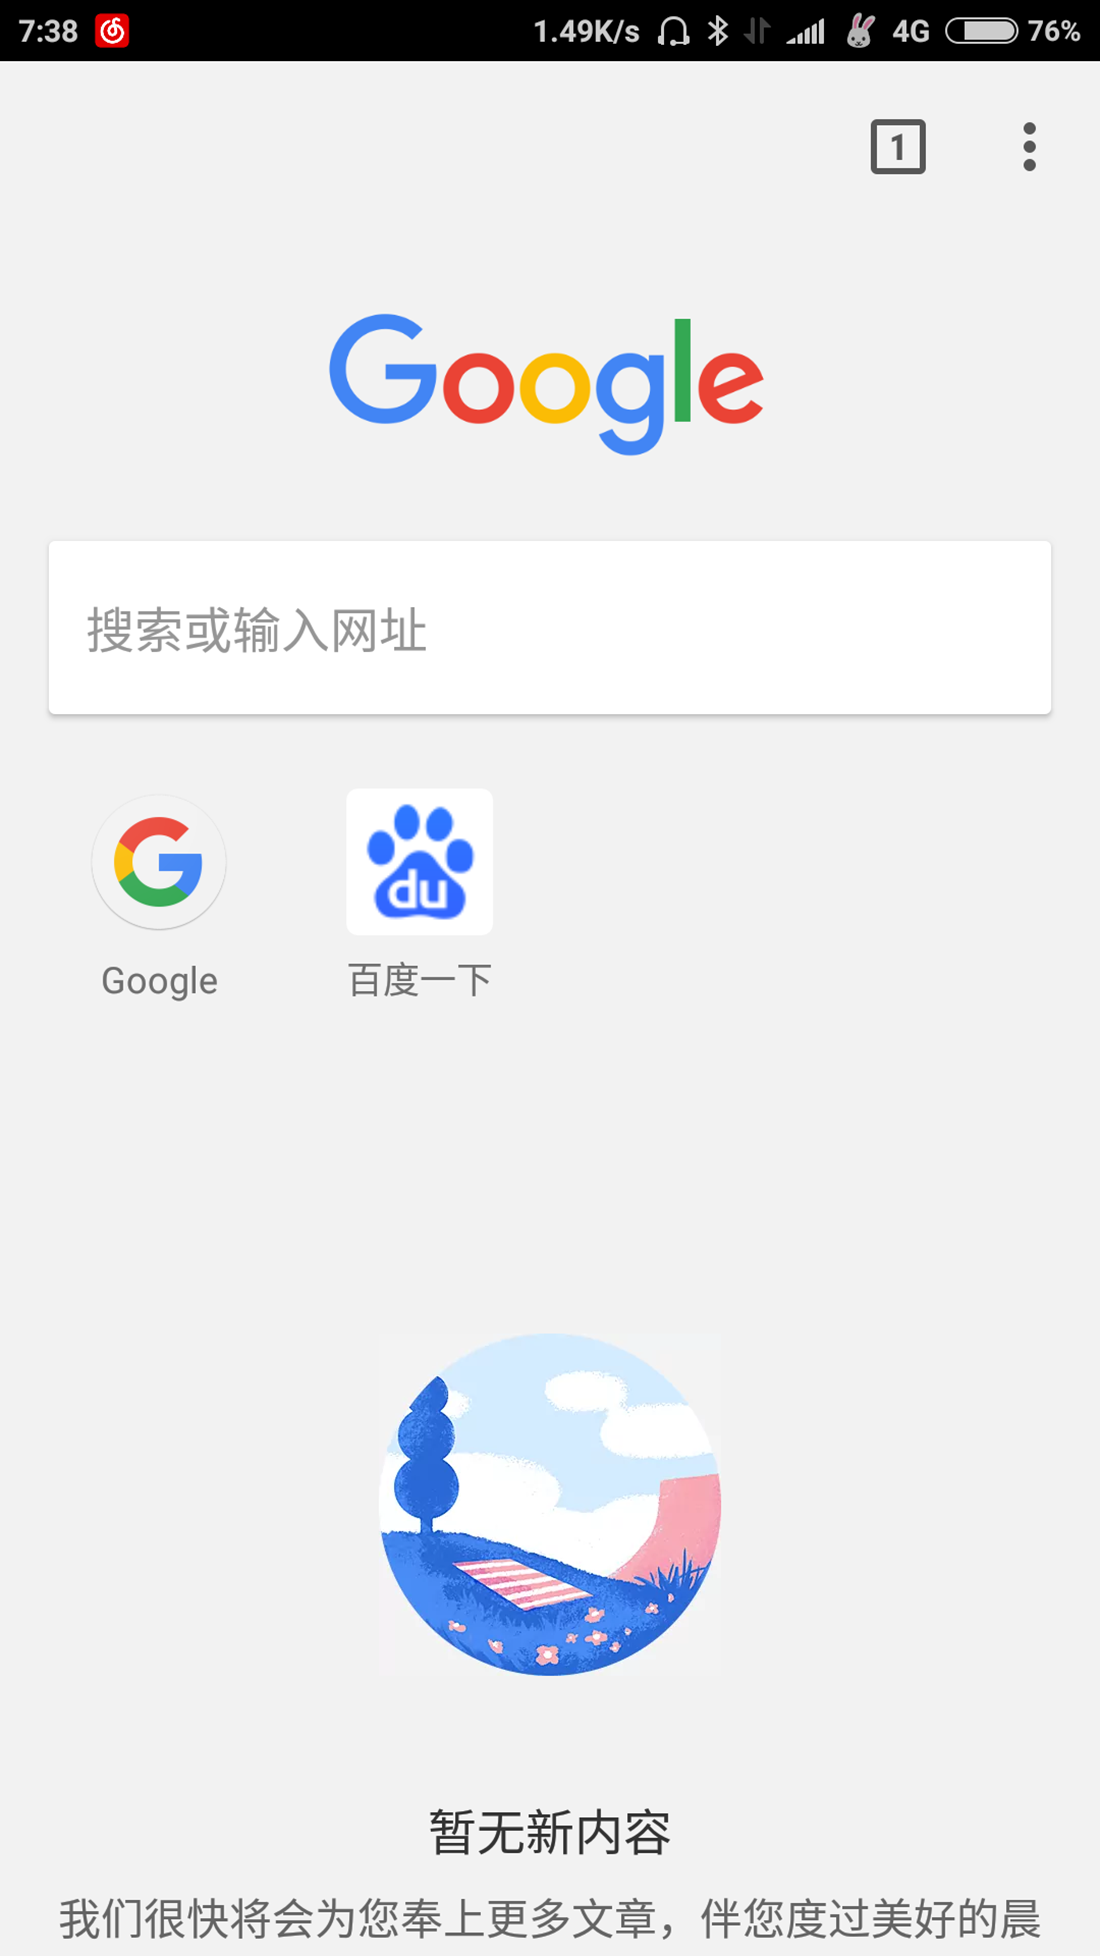 7:38 1.49K/s 4G 76%
1
Google
搜索或输入网址
du
Google 百度一下
暂无新内容
我们很快将会为您奉上更多文章，伴您度过美好的晨